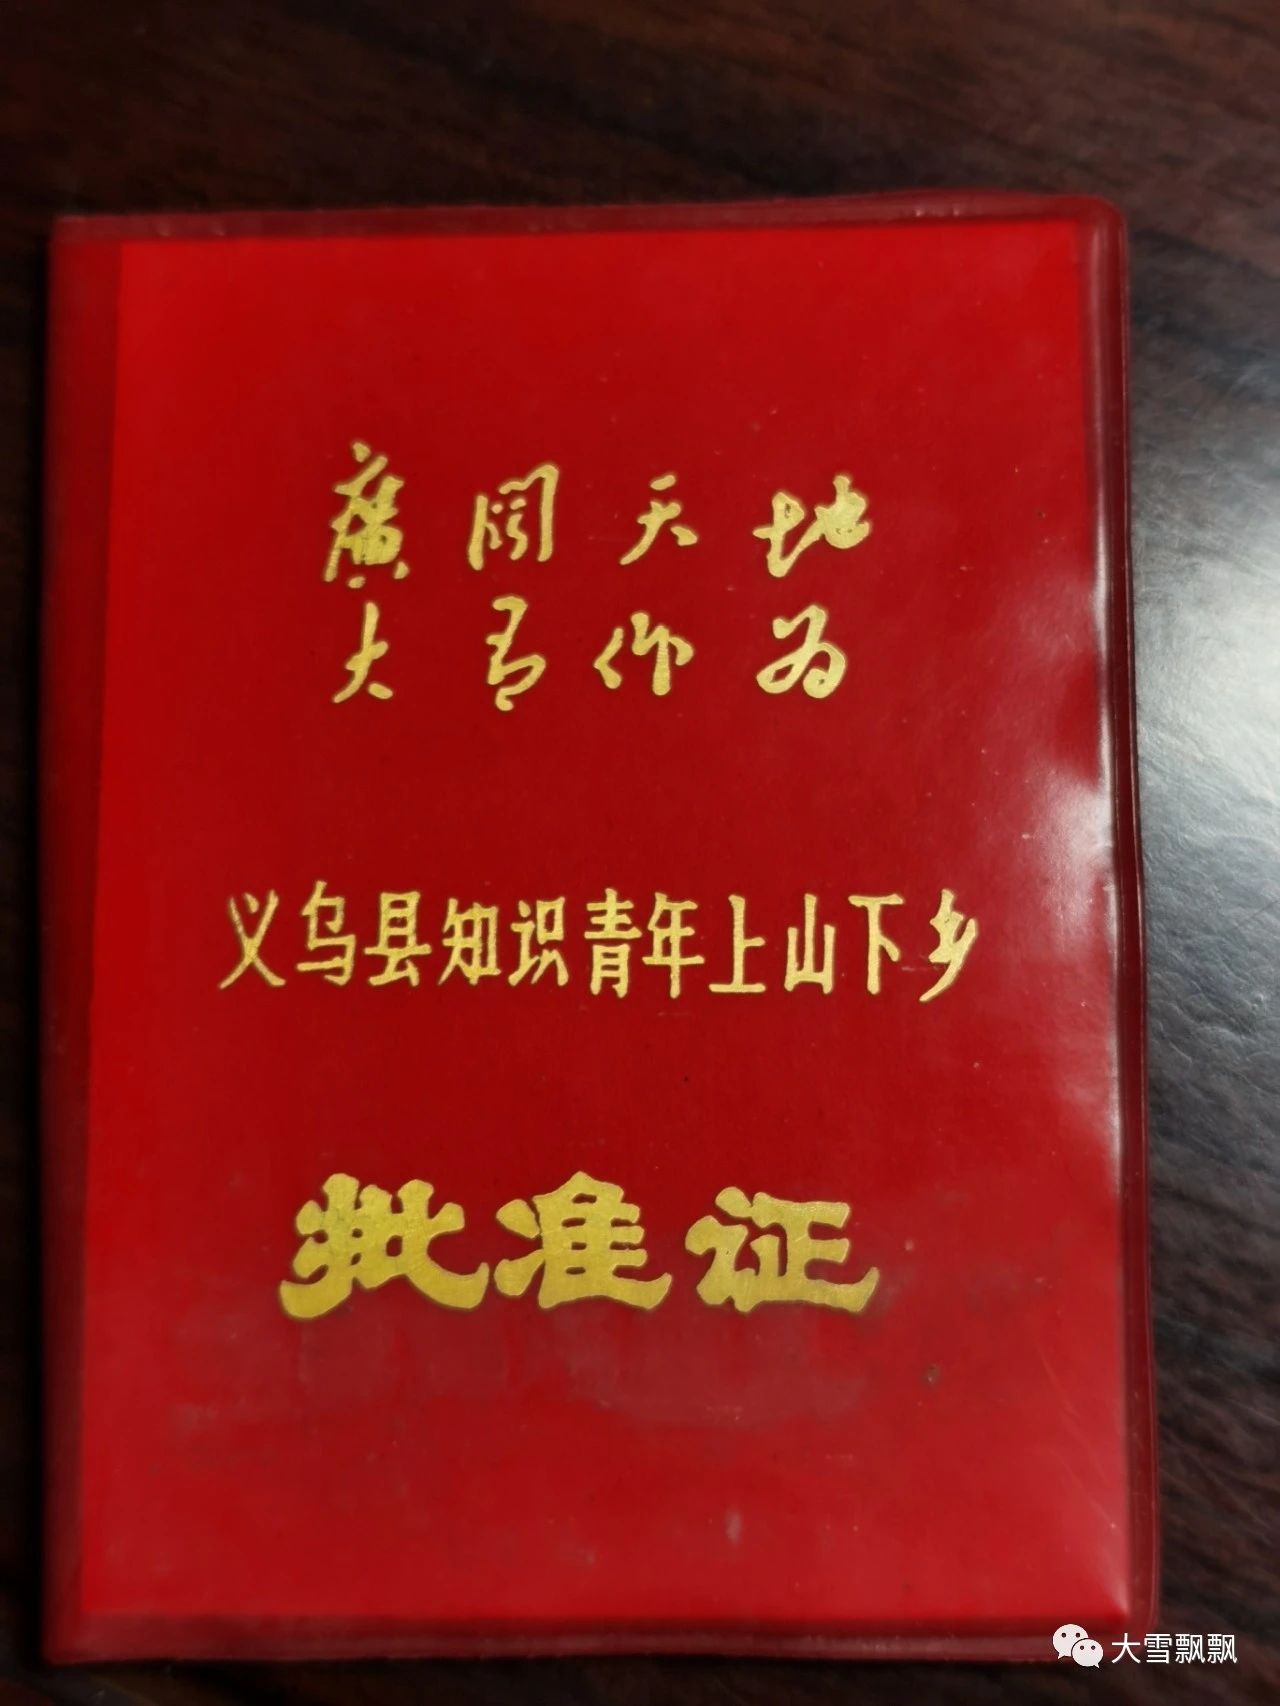 廣阔天地
大有作为
义乌县知识青年上山下乡
批准证
大雪飘飘